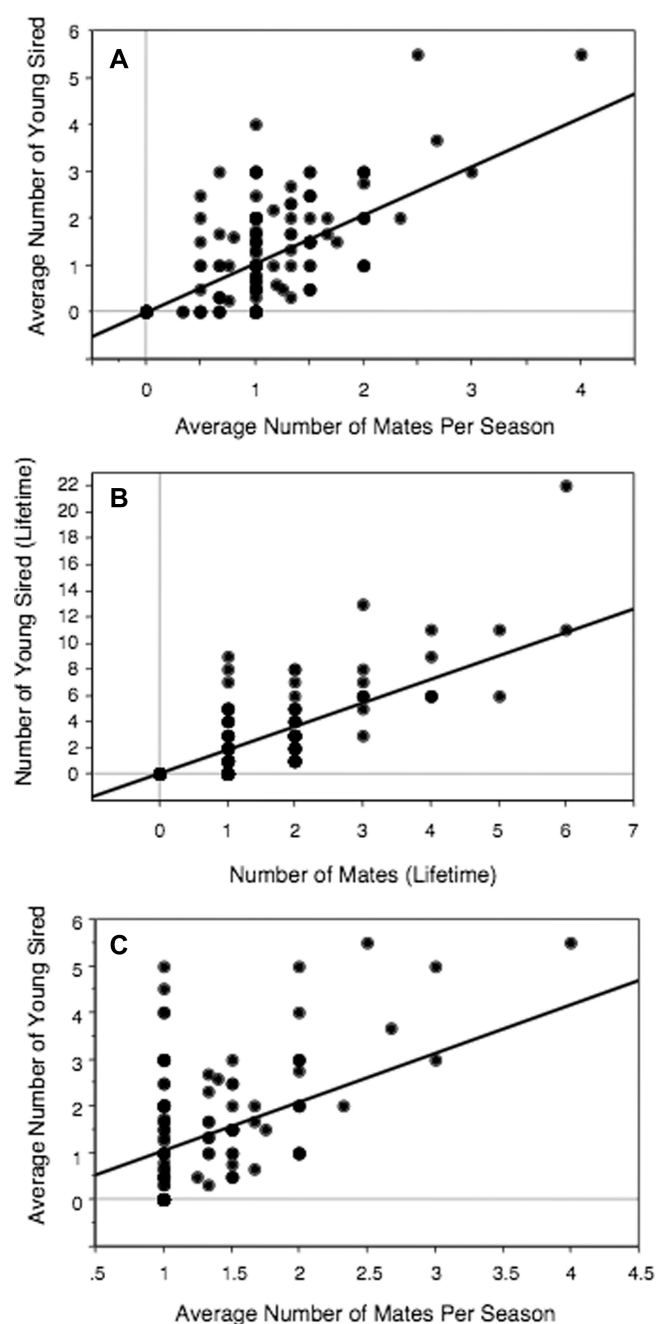 A
Average Number of Young Sired
6
5
4
3
2
1
0
0 1 2 3 4
Average Number of Mates Per Season
B
Number of Young Sired (Lifetime)
22
20
18
16
14
12
10
8
6
4
2
0
0 1 2 3 4 5 6 7
Number of Mates (Lifetime)
C
Average Number of Young Sired
6
5
4
3
2
1
0
.5 1 1.5 2 2.5 3 3.5 4 4.5
Average Number of Mates Per Season